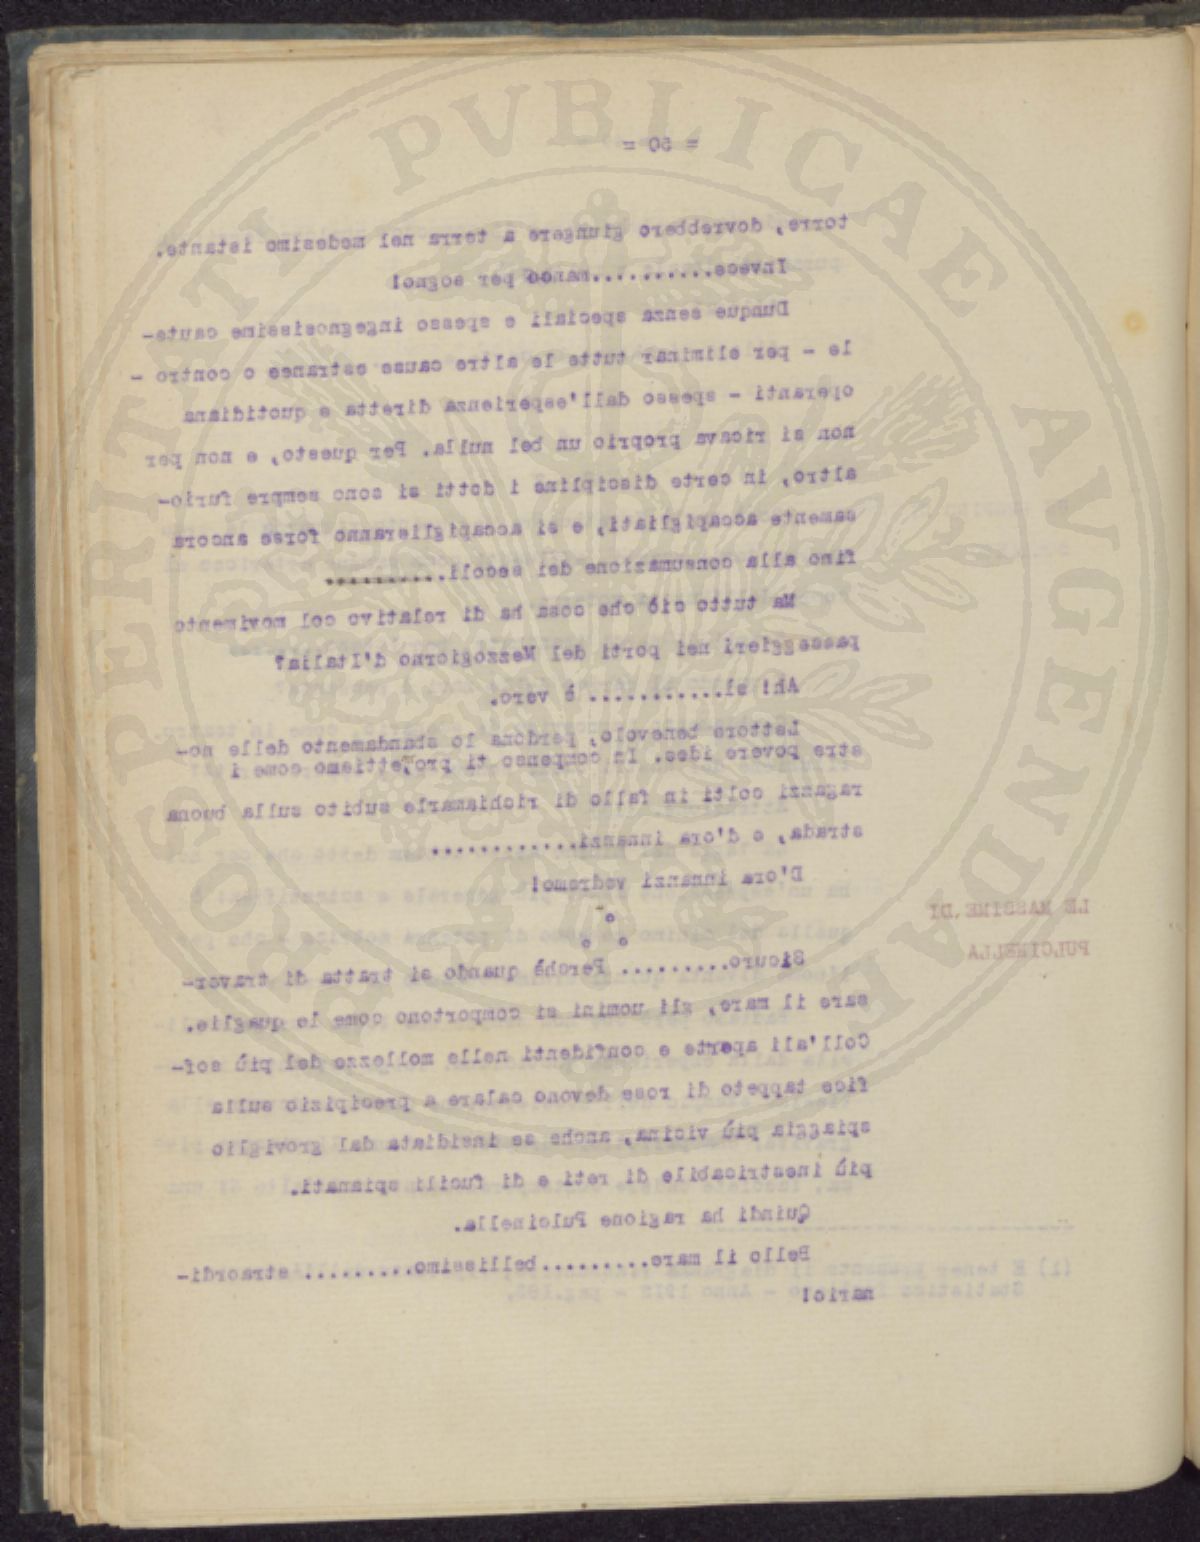 = 50 =
torre, dovrebbero giungere a terra nel medesimo istante.
Invece...........manco per sogno!
Dunque senza speciali e spesso ingegnosissime caute-
le - per eliminar tutte le altre cause estranee o contro -
operanti - spesso dall'esperienza diretta e quotidiana
non si ricava proprio un bel nulla. Per questo, e non per
altro, in certe discipline i dotti si sono sempre furio-
samente accapigliati, e si accapiglieranno forse ancora
fino alla consumazione dei secoli..........
Ma tutto ciò che cosa ha di relativo col movimento
passeggieri nei porti del Mezzogiorno d'Italia?
Ah! si............ è vero.
Lettore benevolo, perdona lo sbandamento delle no-
stre povere idee. In compenso ti promettiamo come i
ragazzi colti in fallo di richiamarle subito sulla buona
strada, e d'ora innanzi.............
D'ora innanzi vedremo!
LE MASSIME DI
PULCINELLA
° ° °
Sicuro.......... Perchè quando si tratta di traver-
sare il mare, gli uomini si comportono come le quaglie.
Coll'ali aperte e confidenti nelle mollezze del più sof-
fice tappeto di rose devono calare a precipizio sulla
spiaggia più vicina, anche se insidiata dal groviglio
più inestricabile di reti e di fucili spianati.
Quindi ha ragione Pulcinella.
Bello il mare..........bellissimo.......... straordi-
nario!
PROSPERITATI PVBLICAE AVGENDAE